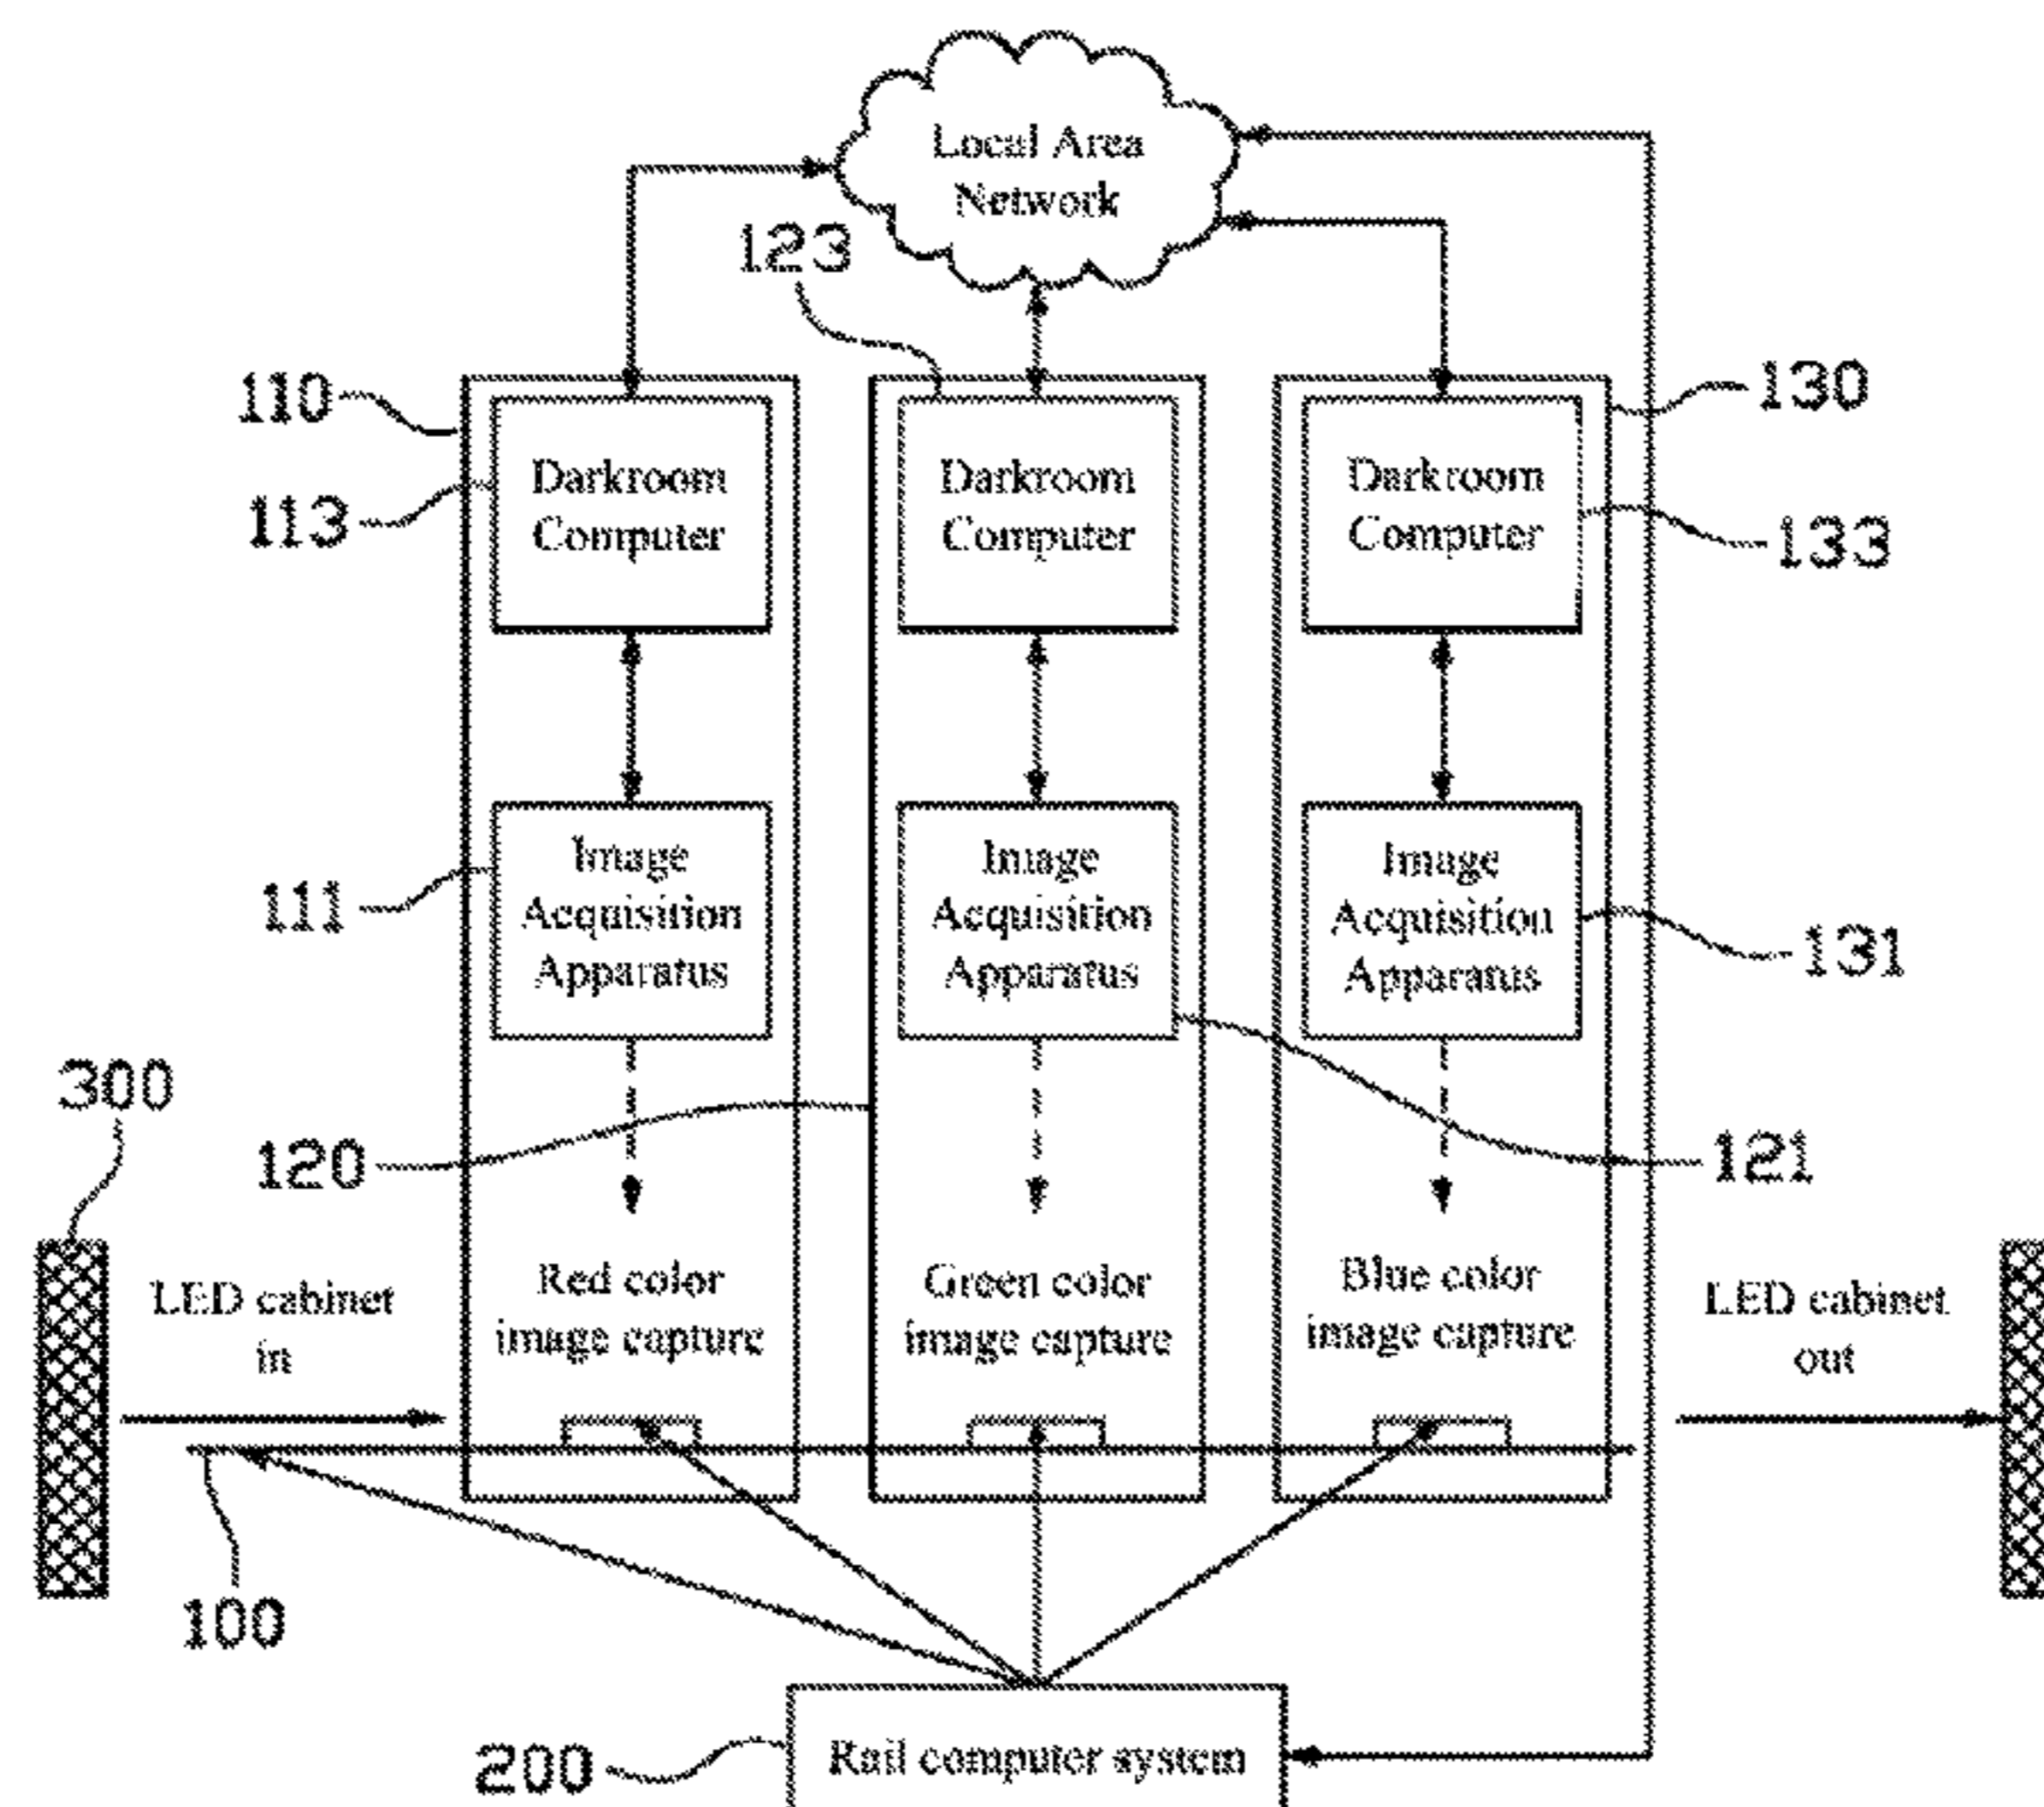 Local Area
Network
123
110
130
Darkroom
Computer
Darkroom
Computer
Darkroom
Computer
113
133
Image
Acquisition
Apparatus
Image
Acquisition
Apparatus
Image
Acquisition
Apparatus
111
131
300
120
121
LED cabinet
in
Red color
image capture
Green color
image capture
Blue color
image capture
LED cabinet
out
100
200
Rail computer system